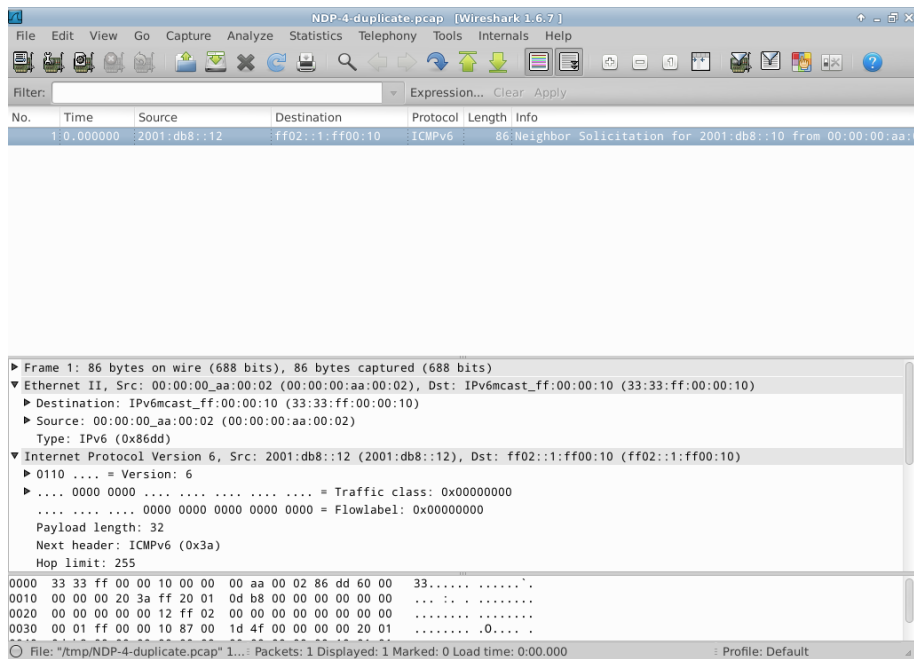 NDP-4-duplicate.pcap [Wireshark 1.6.7 ]
File Edit View Go Capture Analyze Statistics Telephony Tools Internals Help
Filter: Expression... Clear Apply
No. Time Source Destination Protocol Length Info
1 0.000000 2001:db8::12 ff02::1:ff00:10 ICMPv6 86 Neighbor Solicitation for 2001:db8::10 from 00:00:00:aa:
Frame 1: 86 bytes on wire (688 bits), 86 bytes captured (688 bits)
Ethernet II, Src: 00:00:00_aa:00:02 (00:00:00:aa:00:02), Dst: IPv6mcast_ff:00:00:10 (33:33:ff:00:00:10)
Destination: IPv6mcast_ff:00:00:10 (33:33:ff:00:00:10)
Source: 00:00:00_aa:00:02 (00:00:00:aa:00:02)
Type: IPv6 (0x86dd)
Internet Protocol Version 6, Src: 2001:db8::12 (2001:db8::12), Dst: ff02::1:ff00:10 (ff02::1:ff00:10)
0110 .... = Version: 6
.... 0000 0000 .... .... .... .... .... = Traffic class: 0x00000000
.... .... .... 0000 0000 0000 0000 0000 = Flowlabel: 0x00000000
Payload length: 32
Next header: ICMPv6 (0x3a)
Hop limit: 255
0000 33 33 ff 00 00 10 00 00 00 aa 00 02 86 dd 60 00 33...... ......`.
0010 00 00 00 20 3a ff 20 01 0d b8 00 00 00 00 00 00 ... :. . ........
0020 00 00 00 00 00 12 ff 02 00 00 00 00 00 00 00 00 ........ ........
0030 00 01 ff 00 00 10 87 00 1d 4f 00 00 00 00 20 01 ........ .O.... .
File: "/tmp/NDP-4-duplicate.pcap" 1... Packets: 1 Displayed: 1 Marked: 0 Load time: 0:00.000 Profile: Default